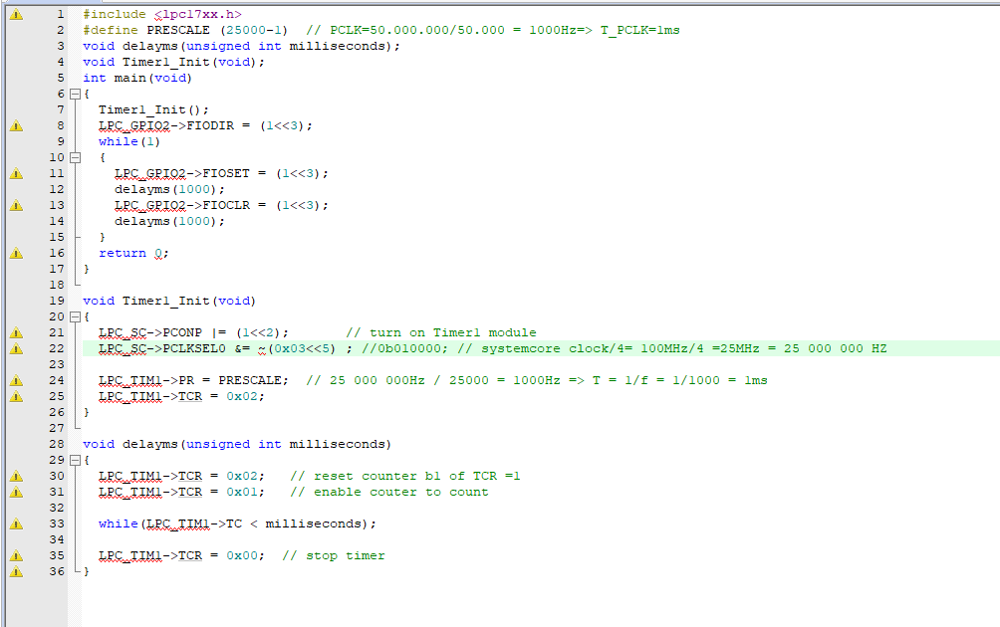 1 #include <lpc17xx.h>
2 #define PRESCALE (25000-1)  // PCLK=50.000.000/50.000 = 1000Hz=> T_PCLK=1ms
3 void delayms(unsigned int milliseconds);
4 void Timer1_Init(void);
5 int main(void)
6 {
7   Timer1_Init();
8   LPC_GPIO2->FIODIR = (1<<3);
9   while(1)
10   {
11     LPC_GPIO2->FIOSET = (1<<3);
12     delayms(1000);
13     LPC_GPIO2->FIOCLR = (1<<3);
14     delayms(1000);
15   }
16   return 0;
17 }
18
19 void Timer1_Init(void)
20 {
21   LPC_SC->PCONP |= (1<<2);       // turn on Timer1 module
22   LPC_SC->PCLKSEL0 &= ~(0x03<<5) ; //0b010000; // systemcore clock/4= 100MHz/4 =25MHz = 25 000 000 HZ
23
24   LPC_TIM1->PR = PRESCALE;  // 25 000 000Hz / 25000 = 1000Hz => T = 1/f = 1/1000 = 1ms
25   LPC_TIM1->TCR = 0x02;
26 }
27
28 void delayms(unsigned int milliseconds)
29 {
30   LPC_TIM1->TCR = 0x02;   // reset counter b1 of TCR =1
31   LPC_TIM1->TCR = 0x01;   // enable couter to count
32
33   while(LPC_TIM1->TC < milliseconds);
34
35   LPC_TIM1->TCR = 0x00;  // stop timer
36 }